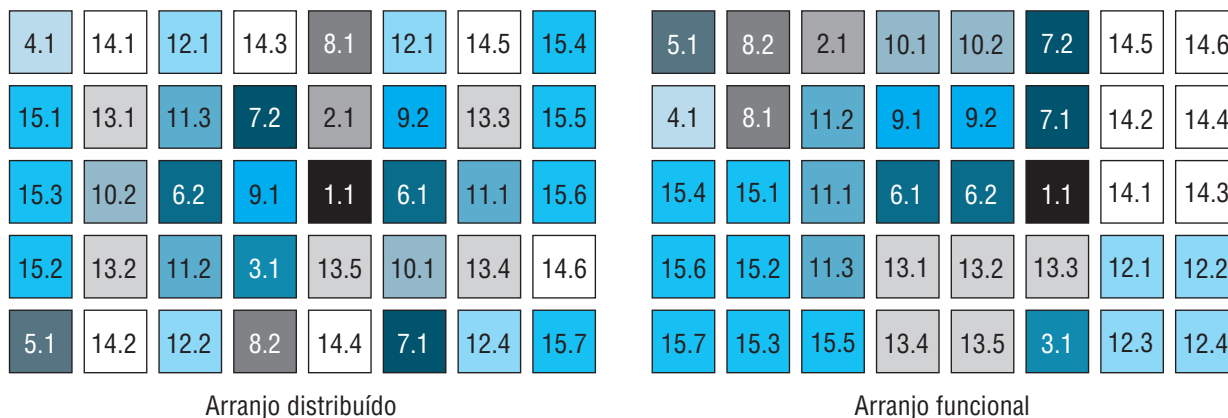 4.1 14.1 12.1 14.3 8.1 12.1 14.5 15.4
15.1 13.1 11.3 7.2 2.1 9.2 13.3 15.5
15.3 10.2 6.2 9.1 1.1 6.1 11.1 15.6
15.2 13.2 11.2 3.1 13.5 10.1 13.4 14.6
5.1 14.2 12.2 8.2 14.4 7.1 12.4 15.7
Arranjo distribuído
5.1 8.2 2.1 10.1 10.2 7.2 14.5 14.6
4.1 8.1 11.2 9.1 9.2 7.1 14.2 14.4
15.4 15.1 11.1 6.1 6.2 1.1 14.1 14.3
15.6 15.2 11.3 13.1 13.2 13.3 12.1 12.2
15.7 15.3 15.5 13.4 13.5 3.1 12.3 12.4
Arranjo funcional